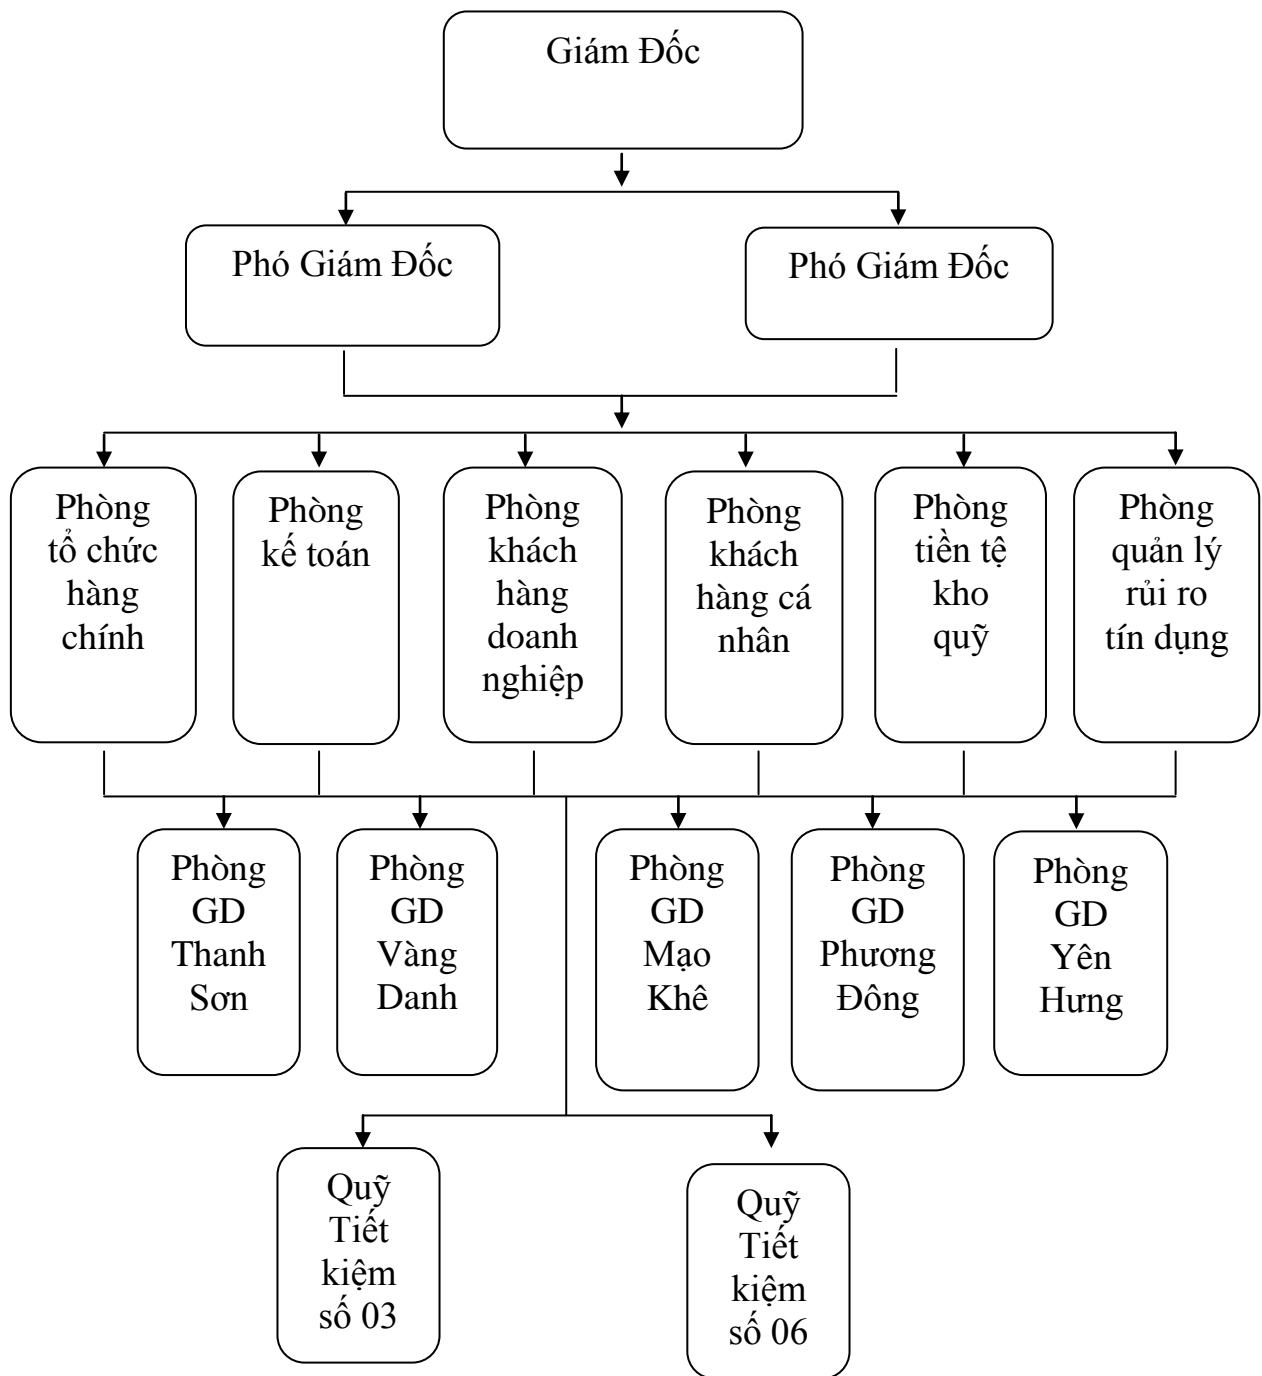 Giám Đốc
Phó Giám Đốc
Phó Giám Đốc
Phòng
tổ chức
hàng
chính
Phòng
kế toán
Phòng
khách
hàng
doanh
nghiệp
Phòng
khách
hàng cá
nhân
Phòng
tiền tệ
kho
quỹ
Phòng
quản lý
rủi ro
tín dụng
Phòng
GD
Thanh
Sơn
Phòng
GD
Vàng
Danh
Phòng
GD
Mạo
Khê
Phòng
GD
Phương
Đông
Phòng
GD
Yên
Hưng
Quỹ
Tiết
kiệm
số 03
Quỹ
Tiết
kiệm
số 06